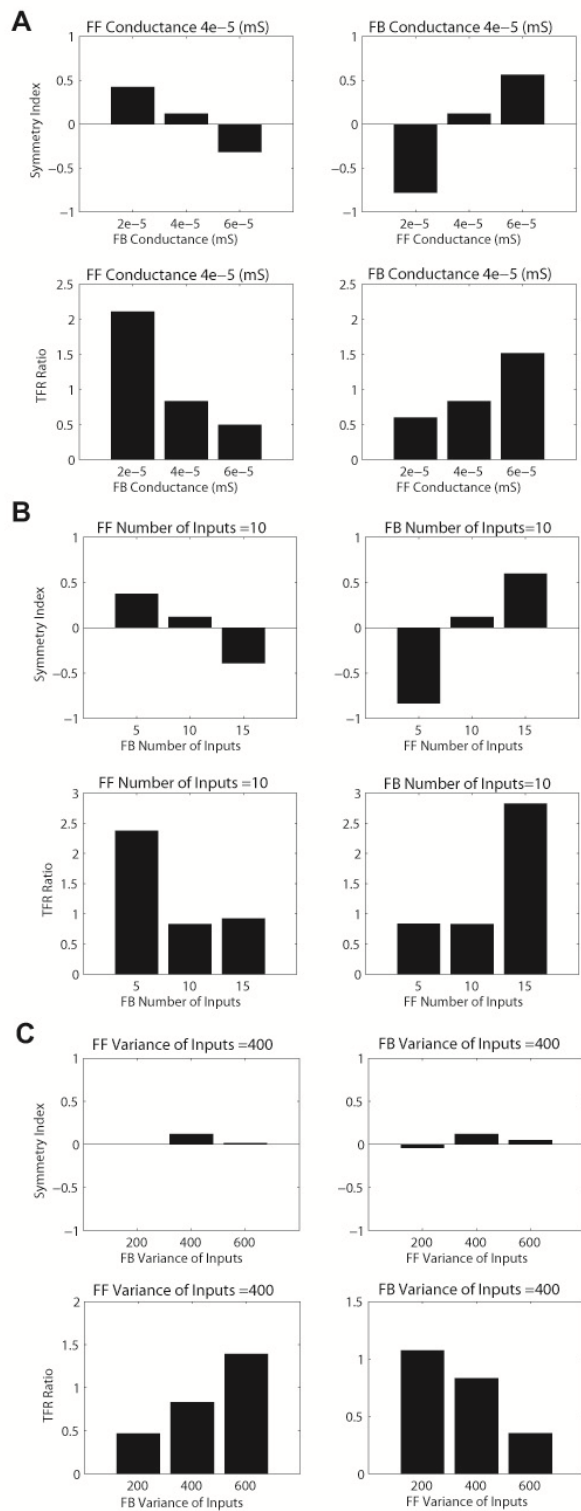 A
FF Conductance 4e−5 (mS)
Symmetry Index
1
0.5
0
−0.5
−1
2e−5 4e−5 6e−5
FB Conductance (mS)
FB Conductance 4e−5 (mS)
1
0.5
0
−0.5
−1
2e−5 4e−5 6e−5
FF Conductance (mS)
FF Conductance 4e−5 (mS)
TFR Ratio
2.5
2
1.5
1
0.5
0
2e−5 4e−5 6e−5
FB Conductance (mS)
FB Conductance 4e−5 (mS)
2.5
2
1.5
1
0.5
0
2e−5 4e−5 6e−5
FF Conductance (mS)
B
FF Number of Inputs =10
Symmetry Index
1
0.5
0
−0.5
−1
5 10 15
FB Number of Inputs
FB Number of Inputs=10
1
0.5
0
−0.5
−1
5 10 15
FF Number of Inputs
FF Number of Inputs =10
TFR Ratio
3
2.5
2
1.5
1
0.5
0
5 10 15
FB Number of Inputs
FB Number of Inputs=10
3
2.5
2
1.5
1
0.5
0
5 10 15
FF Number of Inputs
C
FF Variance of Inputs =400
Symmetry Index
1
0.5
0
−0.5
−1
200 400 600
FB Variance of Inputs
FB Variance of Inputs =400
1
0.5
0
−0.5
−1
200 400 600
FF Variance of Inputs
FF Variance of Inputs =400
TFR Ratio
2
1.5
1
0.5
0
200 400 600
FB Variance of Inputs
FB Variance of Inputs =400
1.5
1
0.5
0
200 400 600
FF Variance of Inputs